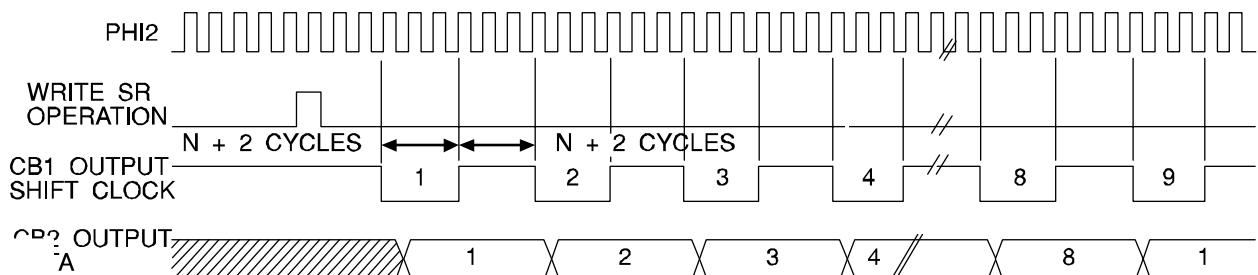 PHI2
WRITE SR
OPERATION
N + 2 CYCLES
N + 2 CYCLES
CB1 OUTPUT
SHIFT CLOCK
1
2
3
4
8
9
OUTPUT
1
2
3
4
8
1